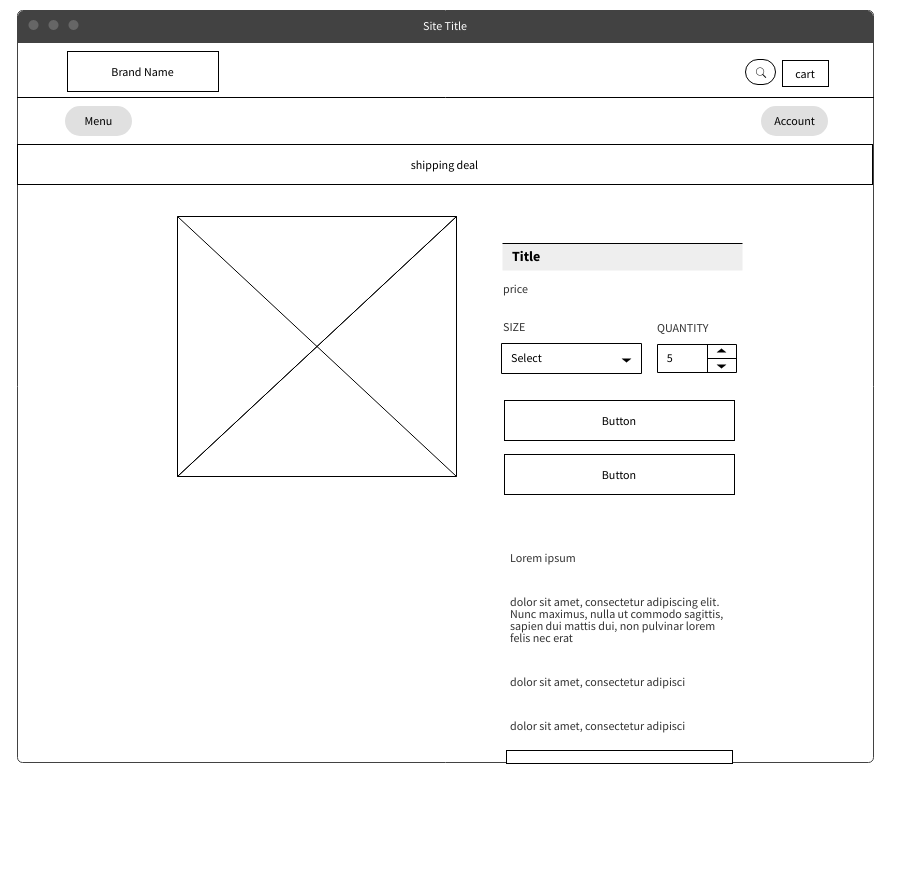 Site Title
Brand Name
cart
Menu
Account
shipping deal
Title
price
SIZE
QUANTITY
Select
5
Button
Button
Lorem ipsum
dolor sit amet, consectetur adipiscing elit.
Nunc maximus, nulla ut commodo sagittis,
sapien dui mattis dui, non pulvinar lorem
felis nec erat
dolor sit amet, consectetur adipisci
dolor sit amet, consectetur adipisci